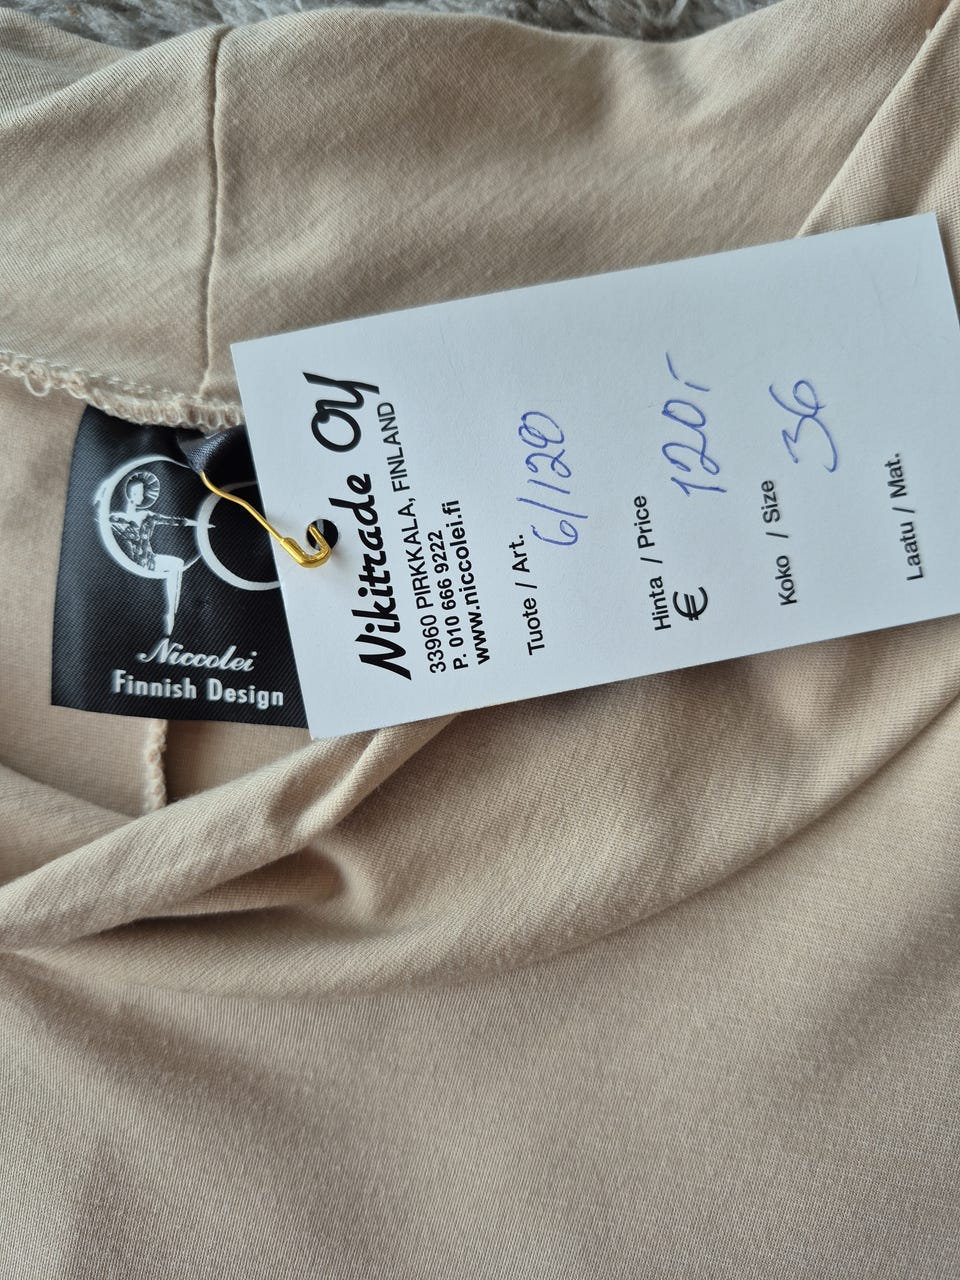 Niccolei
Finnish Design
Nikitrade Oy
33960 PIRKKALA, FINLAND
P. 010 666 9222
www.niccolei.fi
Tuote / Art. 6/120
Hinta / Price
€ 120,-
Koko / Size 36
Laatu / Mat.